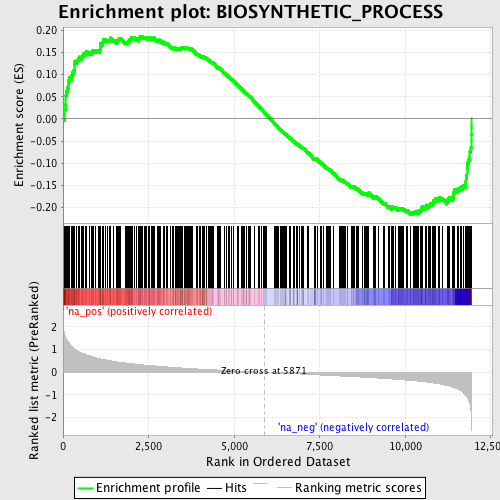 Enrichment plot: BIOSYNTHETIC_PROCESS
Enrichment score (ES)
0.20
0.15
0.10
0.05
0.00
-0.05
-0.10
-0.15
-0.20
'na_pos' (positively correlated)
Ranked list metric (PreRanked)
2
1
0
-1
-2
Zero cross at 5871
'na_neg' (negatively correlated)
0
2,500
5,000
7,500
10,000
12,500
Rank in Ordered Dataset
Enrichment profile
Hits
Ranking metric scores